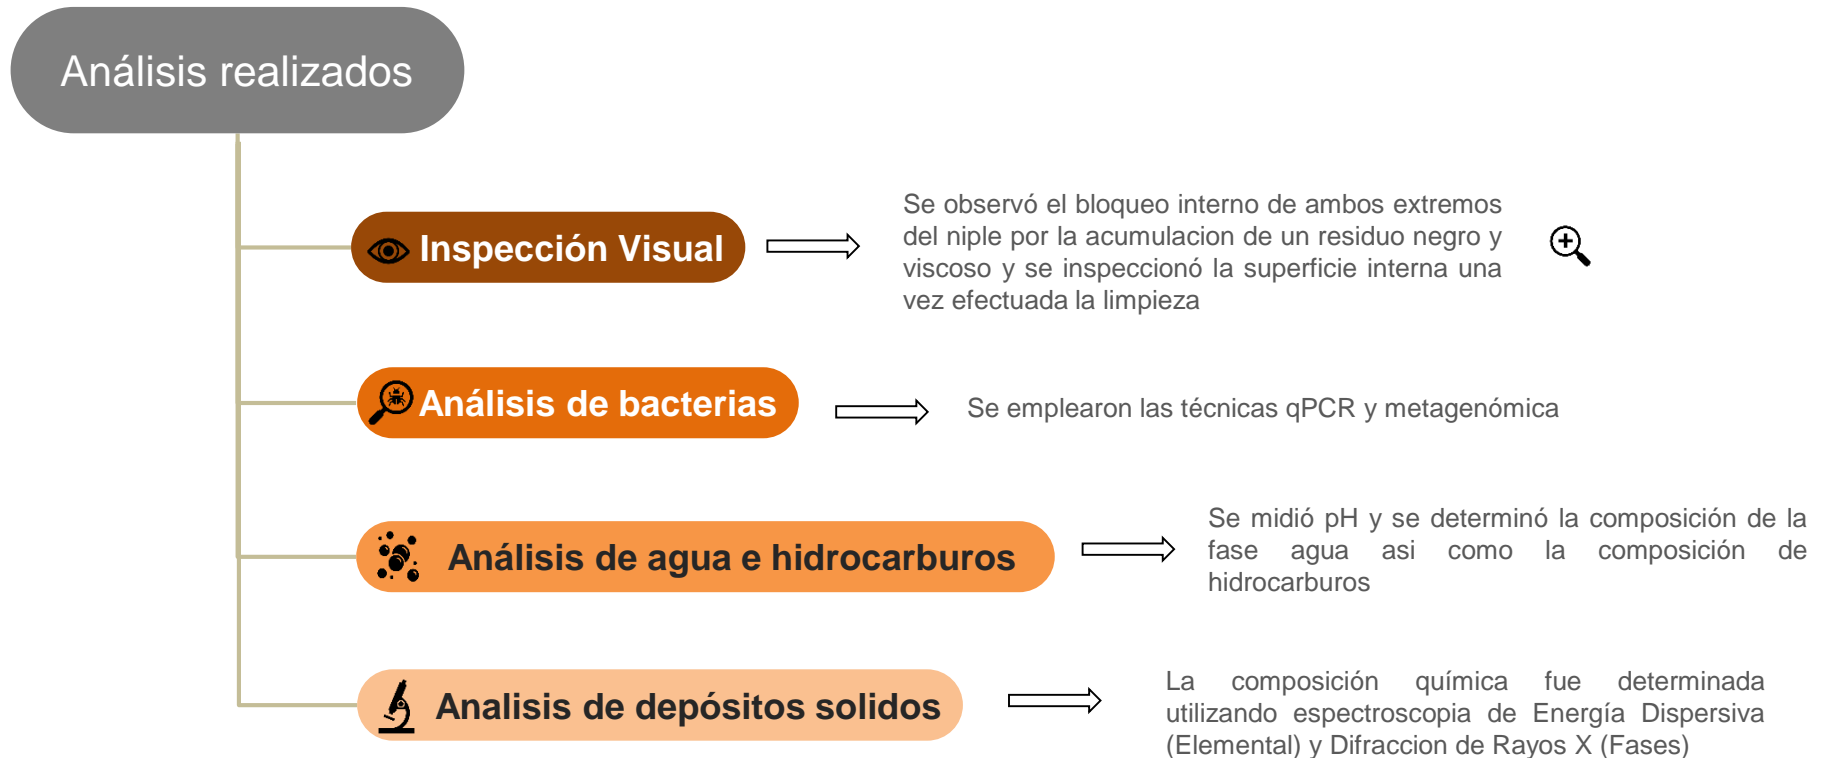 Análisis realizados
Inspección Visual
Se observó el bloqueo interno de ambos extremos
del niple por la acumulacion de un residuo negro y
viscoso y se inspeccionó la superficie interna una
vez efectuada la limpieza
Análisis de bacterias
Se emplearon las técnicas qPCR y metagenómica
Análisis de agua e hidrocarburos
Se midió pH y se determinó la composición de la
fase agua asi como la composición de
hidrocarburos
Analisis de depósitos solidos
La composición química fue determinada
utilizando espectroscopia de Energía Dispersiva
(Elemental) y Difraccion de Rayos X (Fases)